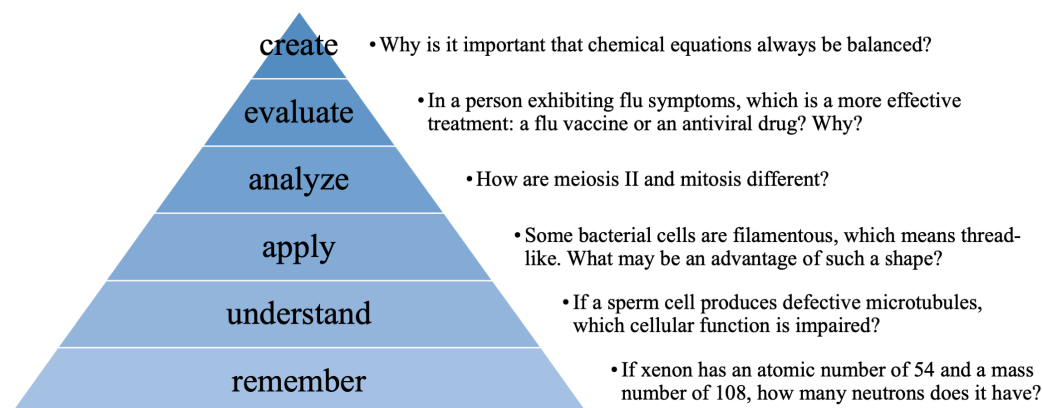 create
• Why is it important that chemical equations always be balanced?
evaluate
• In a person exhibiting flu symptoms, which is a more effective
treatment: a flu vaccine or an antiviral drug? Why?
analyze
• How are meiosis II and mitosis different?
apply
• Some bacterial cells are filamentous, which means thread-
like. What may be an advantage of such a shape?
understand
• If a sperm cell produces defective microtubules,
which cellular function is impaired?
remember
• If xenon has an atomic number of 54 and a mass
number of 108, how many neutrons does it have?